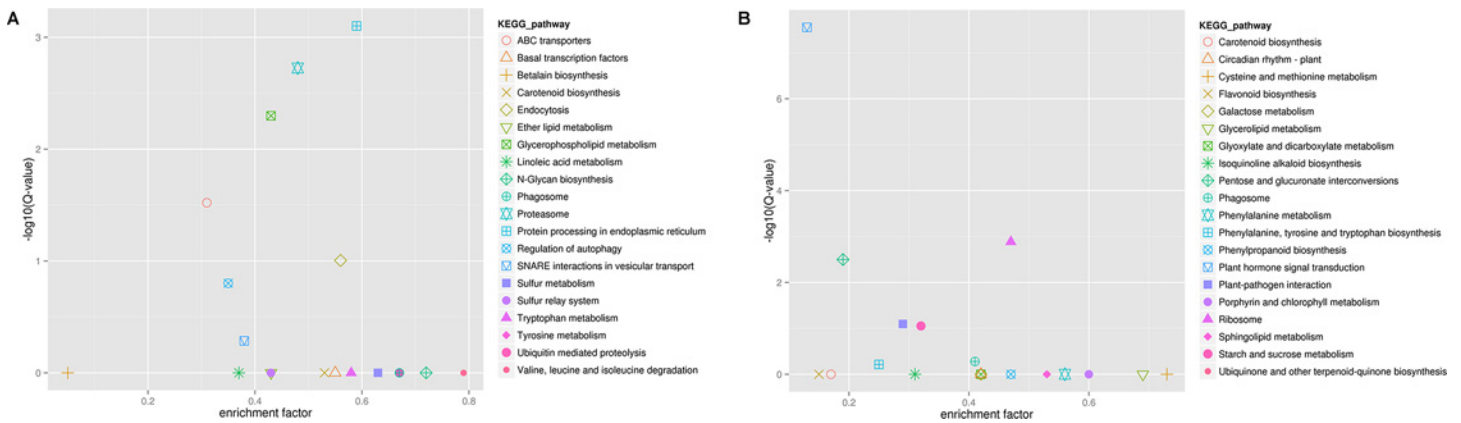 A
-log10(Q-value)
3
2
1
0
0.2 0.4 0.6 0.8
enrichment factor
KEGG_pathway
ABC transporters
Basal transcription factors
Betalain biosynthesis
Carotenoid biosynthesis
Endocytosis
Ether lipid metabolism
Glycerophospholipid metabolism
Linoleic acid metabolism
N-Glycan biosynthesis
Phagosome
Proteasome
Protein processing in endoplasmic reticulum
Regulation of autophagy
SNARE interactions in vesicular transport
Sulfur metabolism
Sulfur relay system
Tryptophan metabolism
Tyrosine metabolism
Ubiquitin mediated proteolysis
Valine, leucine and isoleucine degradation
B
-log10(Q-value)
6
4
2
0
0.2 0.4 0.6
enrichment factor
KEGG_pathway
Carotenoid biosynthesis
Circadian rhythm - plant
Cysteine and methionine metabolism
Flavonoid biosynthesis
Galactose metabolism
Glycerolipid metabolism
Glyoxylate and dicarboxylate metabolism
Isoquinoline alkaloid biosynthesis
Pentose and glucuronate interconversions
Phagosome
Phenylalanine metabolism
Phenylalanine, tyrosine and tryptophan biosynthesis
Phenylpropanoid biosynthesis
Plant hormone signal transduction
Plant-pathogen interaction
Porphyrin and chlorophyll metabolism
Ribosome
Sphingolipid metabolism
Starch and sucrose metabolism
Ubiquinone and other terpenoid-quinone biosynthesis